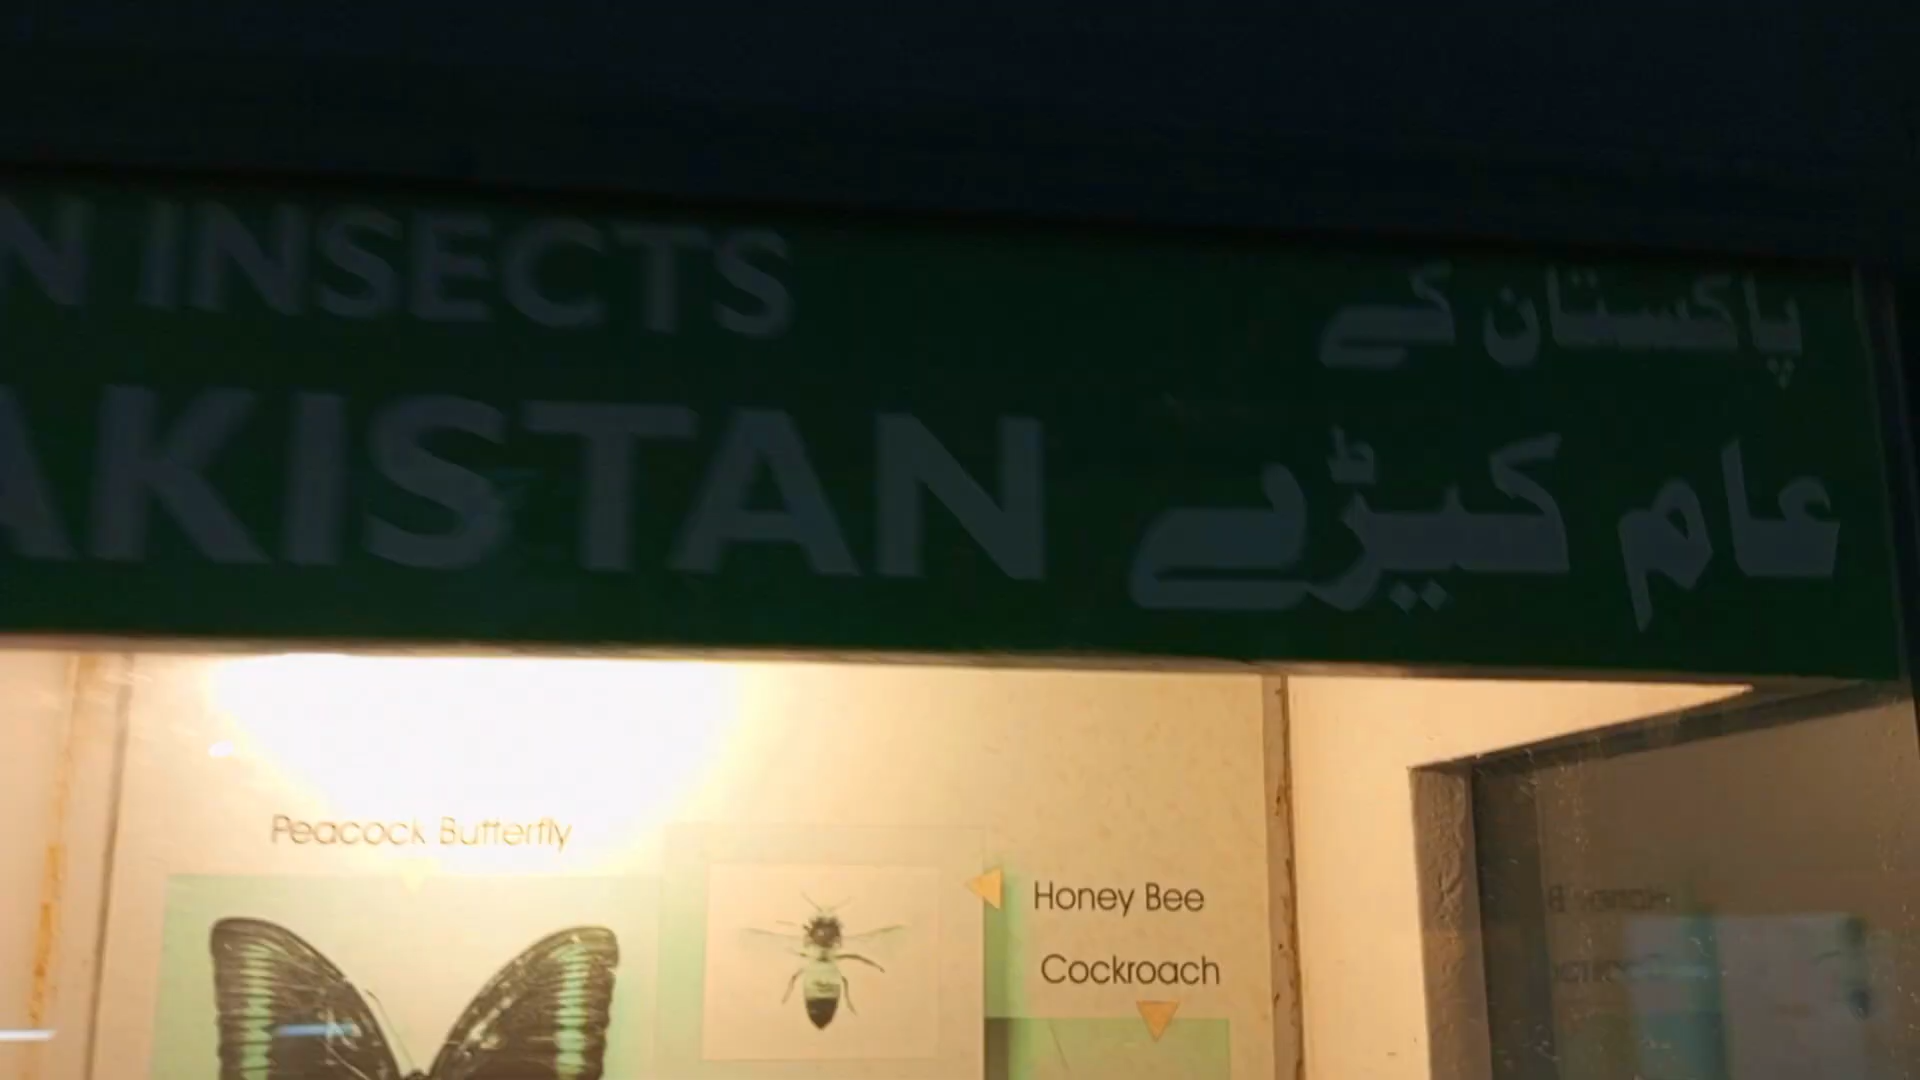 N INSECTS
AKISTAN
پاکستان کے
عام کیڑے
Peacock Butterfly
Honey Bee
Cockroach